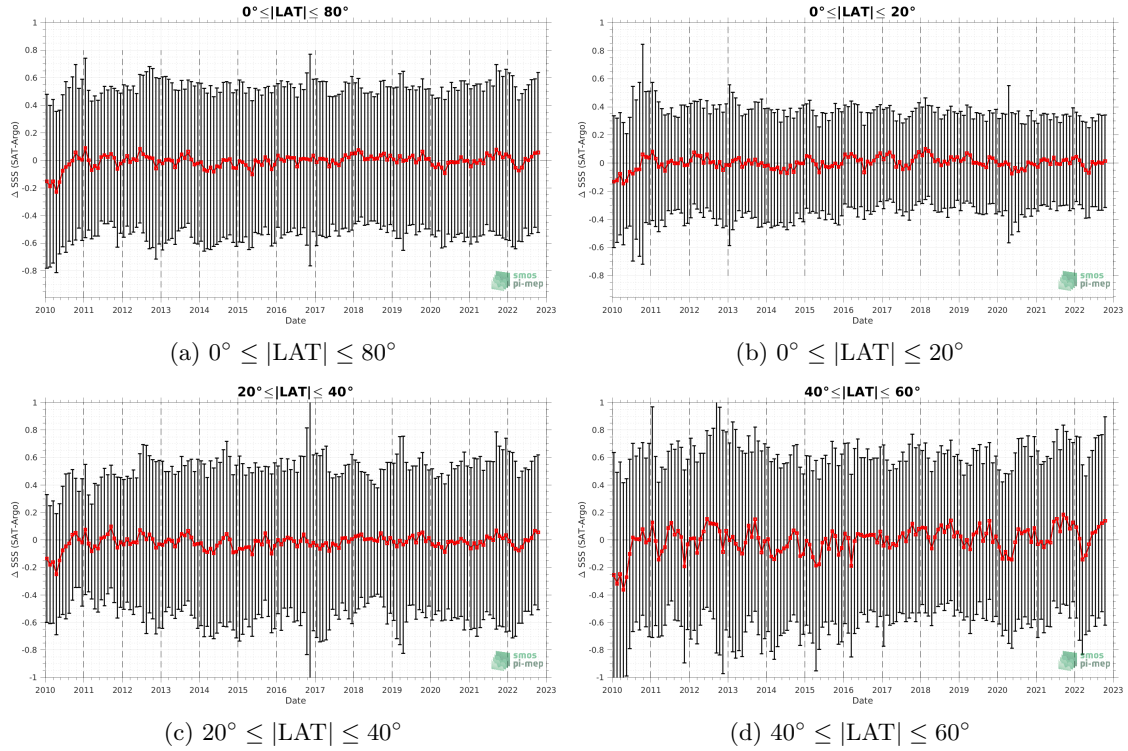 0°≤|LAT|≤ 80°
1
0.8
0.6
0.4
0.2
0
-0.2
-0.4
-0.6
-0.8
Δ SSS (SAT-Argo)
2010 2011 2012 2013 2014 2015 2016 2017 2018 2019 2020 2021 2022 2023
Date
smos
pi-mep
(a) 0° ≤ |LAT| ≤ 80°
0°≤|LAT|≤ 20°
1
0.8
0.6
0.4
0.2
0
-0.2
-0.4
-0.6
-0.8
Δ SSS (SAT-Argo)
2010 2011 2012 2013 2014 2015 2016 2017 2018 2019 2020 2021 2022 2023
Date
smos
pi-mep
(b) 0° ≤ |LAT| ≤ 20°
20°≤|LAT|≤ 40°
1
0.8
0.6
0.4
0.2
0
-0.2
-0.4
-0.6
-0.8
-1
Δ SSS (SAT-Argo)
2010 2011 2012 2013 2014 2015 2016 2017 2018 2019 2020 2021 2022 2023
Date
smos
pi-mep
(c) 20° ≤ |LAT| ≤ 40°
40°≤|LAT|≤ 60°
1
0.8
0.6
0.4
0.2
0
-0.2
-0.4
-0.6
-0.8
-1
Δ SSS (SAT-Argo)
2010 2011 2012 2013 2014 2015 2016 2017 2018 2019 2020 2021 2022 2023
Date
smos
pi-mep
(d) 40° ≤ |LAT| ≤ 60°